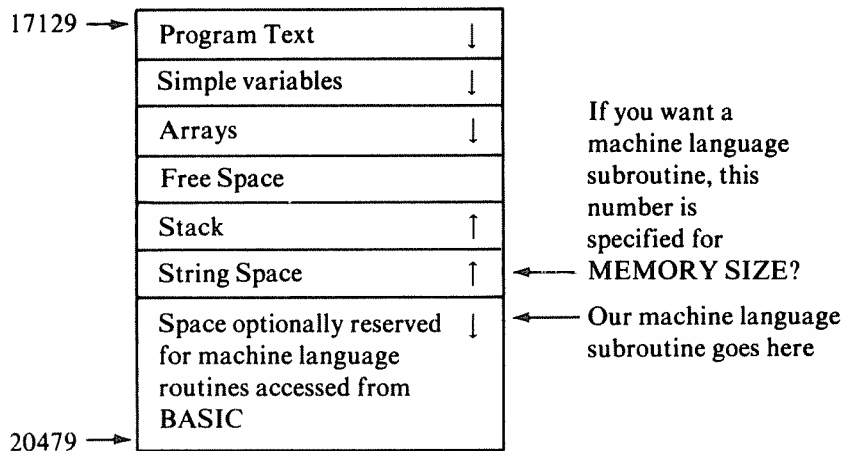 17129
Program Text ↓
Simple variables ↓
Arrays ↓
Free Space
Stack ↑
String Space ↑
Space optionally reserved ↓
for machine language
routines accessed from
BASIC
20479
If you want a
machine language
subroutine, this
number is
specified for
MEMORY SIZE?
Our machine language
subroutine goes here